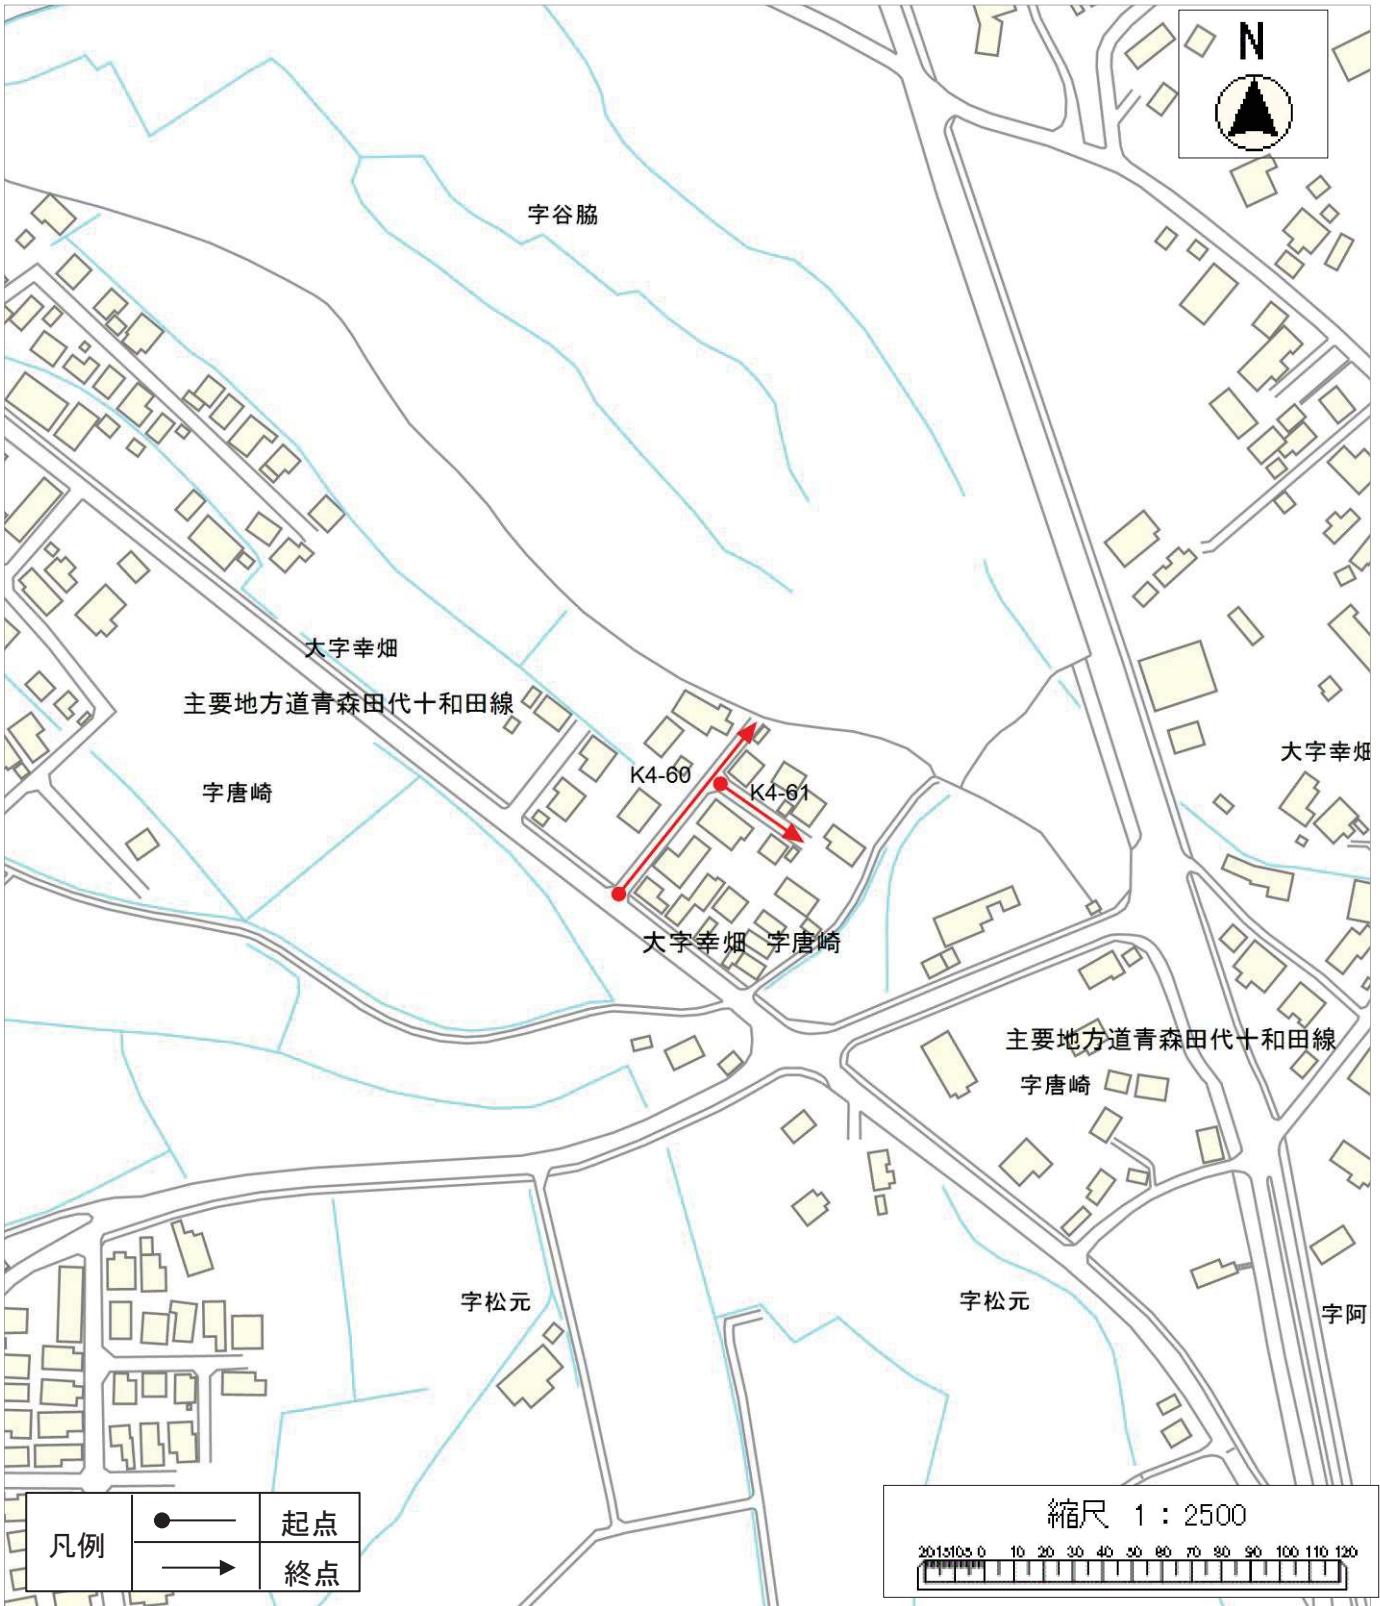 N
字谷脇
大字幸畑
主要地方道青森田代十和田線
字唐崎
K4-60
K4-61
大字幸畑
大字幸畑 字唐崎
主要地方道青森田代十和田線
字唐崎
字松元
字松元
字阿
凡例
起点
終点
縮尺 1:2500
20151050 10 20 30 40 50 60 70 80 90 100 110 120